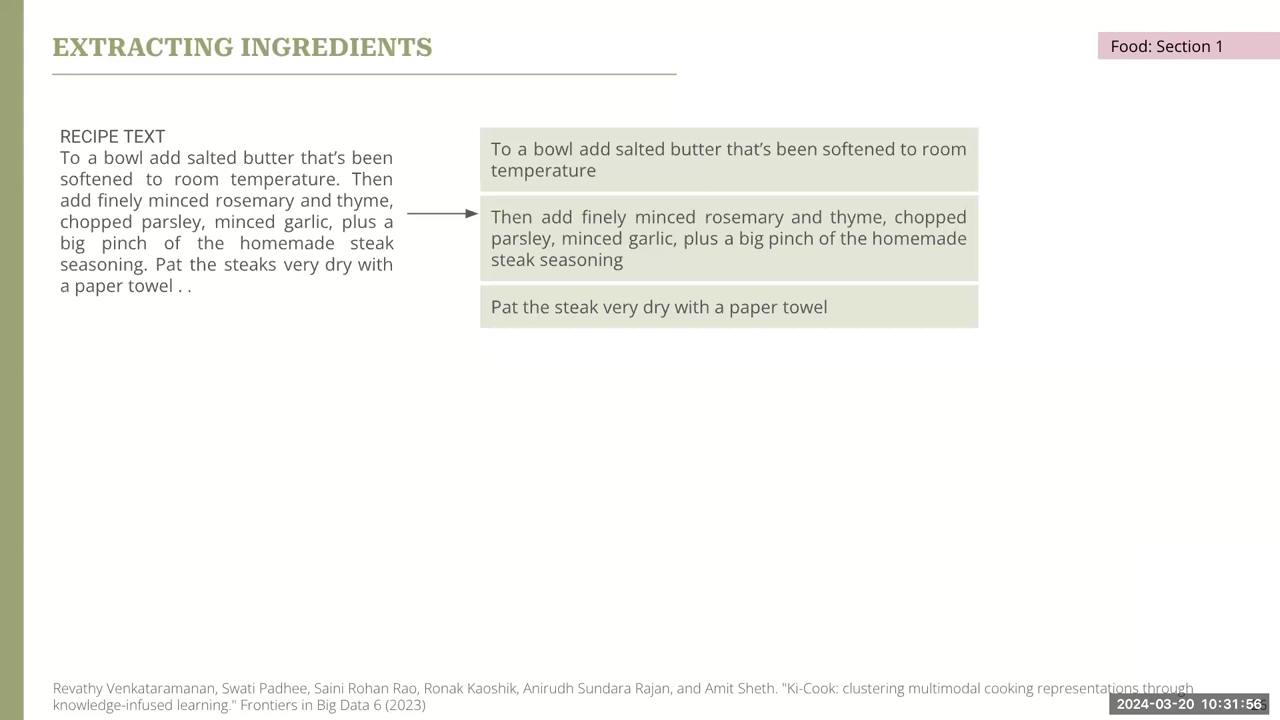 EXTRACTING INGREDIENTS
Food: Section 1
RECIPE TEXT
To a bowl add salted butter that's been
softened to room temperature. Then
add finely minced rosemary and thyme,
chopped parsley, minced garlic, plus a
big pinch of the homemade steak
seasoning. Pat the steaks very dry with
a paper towel . .
To a bowl add salted butter that's been softened to room
temperature
Then add finely minced rosemary and thyme, chopped
parsley, minced garlic, plus a big pinch of the homemade
steak seasoning
Pat the steak very dry with a paper towel
Revathy Venkataramanan, Swati Padhee, Saini Rohan Rao, Ronak Kaoshik, Anirudh Sundara Rajan, and Amit Sheth. "Ki-Cook: clustering multimodal cooking representations through
knowledge-infused learning." Frontiers in Big Data 6 (2023)
2024-03-20 10:31:56